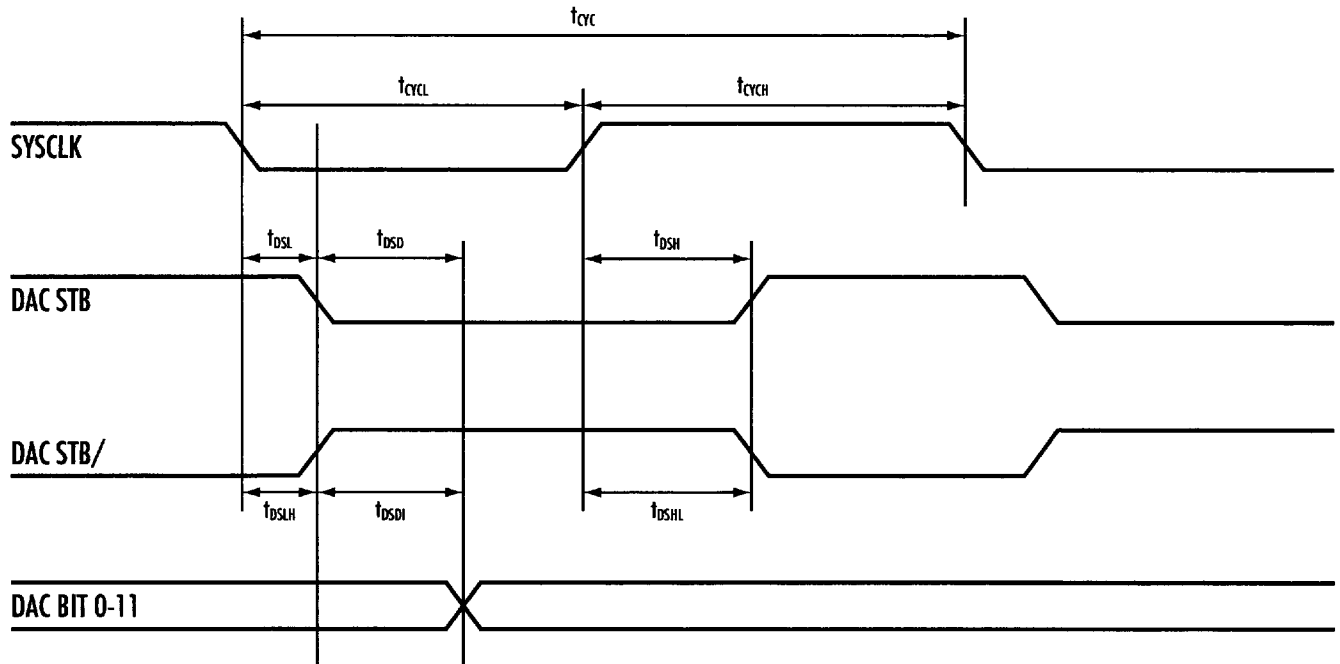 tCYC
tCYCL tCYCH
SYSCLK
tDSL tDSD tDSH
DAC STB
DAC STB/
tDSLH tDSDI tDSHL
DAC BIT 0-11